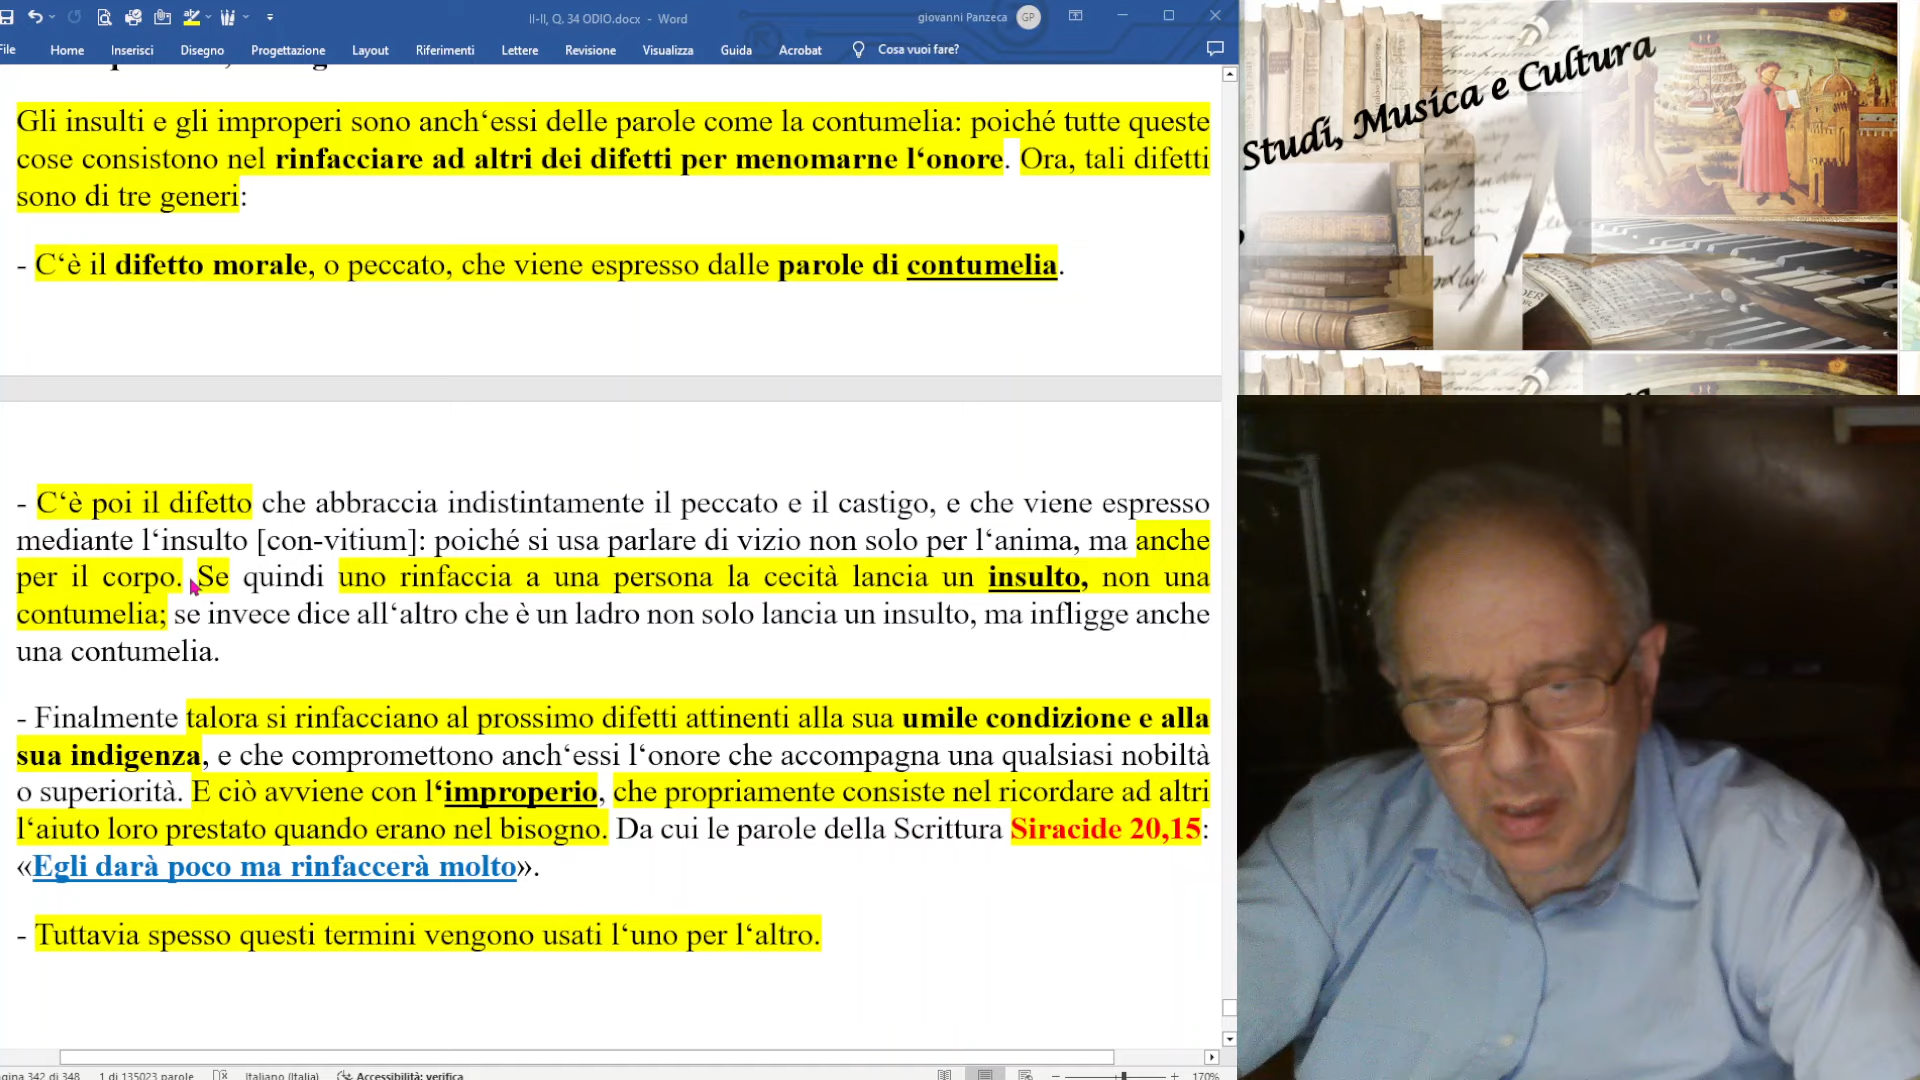 II-II, Q. 34 ODIO.docx - Word
giovanni Panzeca
GP
File
Home
Inserisci
Disegno
Progettazione
Layout
Riferimenti
Lettere
Revisione
Visualizza
Guida
Acrobat
Cosa vuoi fare?
Gli insulti e gli improperi sono anch‘essi delle parole come la contumelia: poiché tutte queste
cose consistono nel rinfacciare ad altri dei difetti per menomarne l‘onore. Ora, tali difetti
sono di tre generi:
- C‘è il difetto morale, o peccato, che viene espresso dalle parole di contumelia.
- C‘è poi il difetto che abbraccia indistintamente il peccato e il castigo, e che viene espresso
mediante l‘insulto [con-vitium]: poiché si usa parlare di vizio non solo per l‘anima, ma anche
per il corpo. Se quindi uno rinfaccia a una persona la cecità lancia un insulto, non una
contumelia; se invece dice all‘altro che è un ladro non solo lancia un insulto, ma infligge anche
una contumelia.
- Finalmente talora si rinfacciano al prossimo difetti attinenti alla sua umile condizione e alla
sua indigenza, e che compromettono anch‘essi l‘onore che accompagna una qualsiasi nobiltà
o superiorità. E ciò avviene con l‘improperio, che propriamente consiste nel ricordare ad altri
l‘aiuto loro prestato quando erano nel bisogno. Da cui le parole della Scrittura Siracide 20,15:
«Egli darà poco ma rinfaccerà molto».
- Tuttavia spesso questi termini vengono usati l‘uno per l‘altro.
gina 342 di 348
1 di 135023 parole
Italiano (Italia)
Accessibilità: verifica
170%
Studi, Musica e Cultura